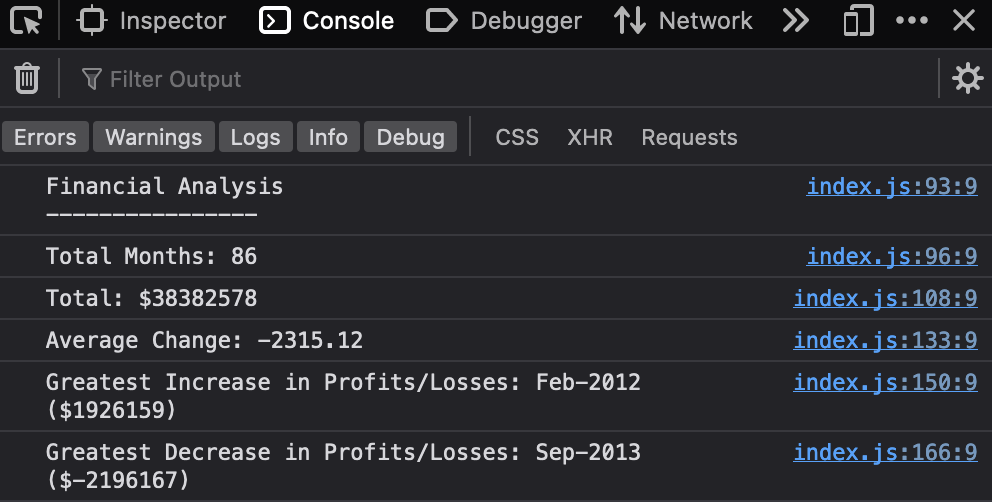 Inspector Console Debugger Network
Filter Output
Errors Warnings Logs Info Debug CSS XHR Requests
Financial Analysis index.js:93:9
----------------
Total Months: 86 index.js:96:9
Total: $38382578 index.js:108:9
Average Change: -2315.12 index.js:133:9
Greatest Increase in Profits/Losses: Feb-2012 index.js:150:9
($1926159)
Greatest Decrease in Profits/Losses: Sep-2013 index.js:166:9
($-2196167)